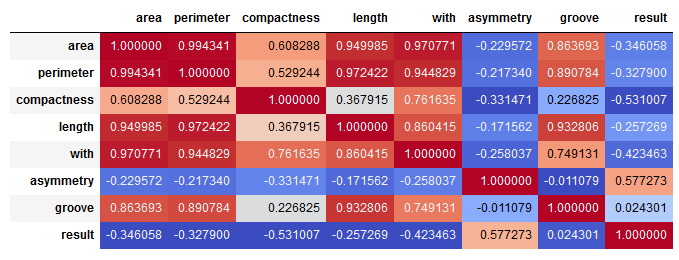 area perimeter compactness length with asymmetry groove result
area 1.000000 0.994341 0.608288 0.949985 0.970771 -0.229572 0.863693 -0.346058
perimeter 0.994341 1.000000 0.529244 0.972422 0.944829 -0.217340 0.890784 -0.327900
compactness 0.608288 0.529244 1.000000 0.367915 0.761635 -0.331471 0.226825 -0.531007
length 0.949985 0.972422 0.367915 1.000000 0.860415 -0.171562 0.932806 -0.257269
with 0.970771 0.944829 0.761635 0.860415 1.000000 -0.258037 0.749131 -0.423463
asymmetry -0.229572 -0.217340 -0.331471 -0.171562 -0.258037 1.000000 -0.011079 0.577273
groove 0.863693 0.890784 0.226825 0.932806 0.749131 -0.011079 1.000000 0.024301
result -0.346058 -0.327900 -0.531007 -0.257269 -0.423463 0.577273 0.024301 1.000000